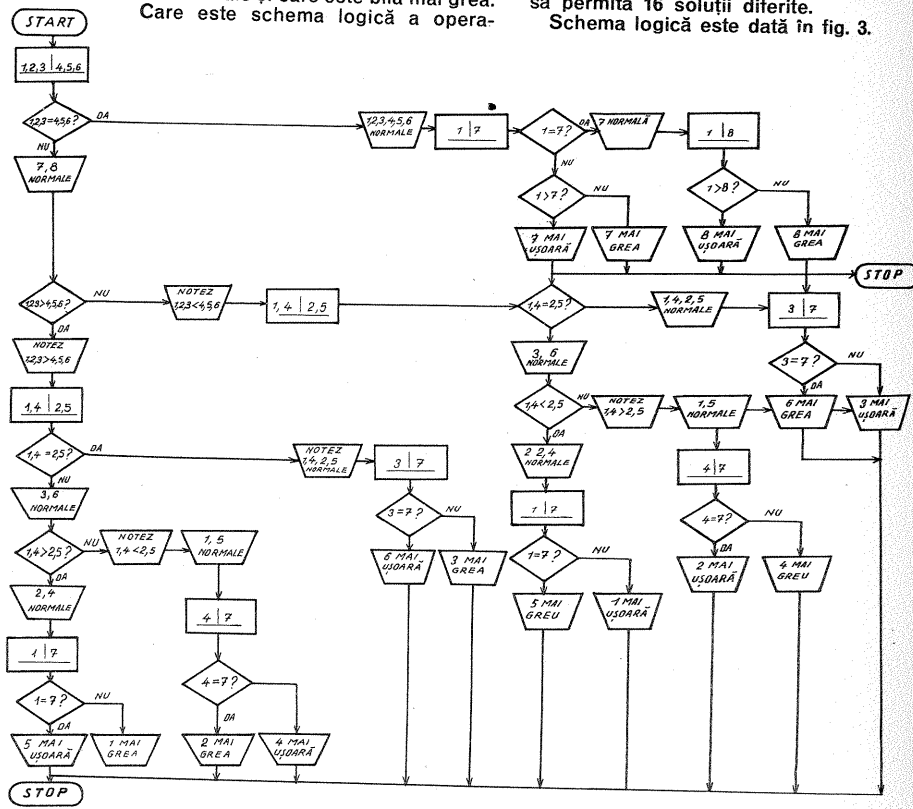 ... și care este bila mai grea.
Care este schema logică a opera-
să permită 16 soluții diferite.
Schema logică este dată în fig. 3.
START
1,2,3 | 4,5,6
1,2,3=4,5,6?
DA
NU
1,2,3,4,5,6
NORMALE
1 | 7
1=7?
DA
7 NORMALĂ
1 | 8
7, 8
NORMALE
NU
1>7?
NU
1>8?
NU
7 MAI
UȘOARĂ
7 MAI
GREA
8 MAI
UȘOARĂ
8 MAI
GREA
STOP
1,2,3>4,5,6?
NU
DA
NOTEZ
1,2,3<4,5,6
1, 4 | 2,5
1,4=2,5?
1,4,2,5
NORMALE
3 | 7
NOTEZ
1,2,3>4,5,6
3, 6
NORMALE
3=7?
NU
DA
1,4 | 2,5
1,4<2,5
NU
DA
NOTEZ
1,4>2,5
1,5
NORMALE
6 MAI
GREA
3 MAI
UȘOARĂ
1,4 =2,5?
DA
NU
NOTEZ
1,4,2,5
NORMALE
3 | 7
2 2,4
NORMALE
4 | 7
3,6
NORMALE
3=7?
NU
1 | 7
4=7?
NU
DA
1,4>2,5?
NU
DA
NOTEZ
1,4<2,5
1, 5
NORMALE
6 MAI
UȘOARĂ
3 MAI
GREA
1=7?
NU
2 MAI
UȘOARĂ
4 MAI
GREU
2,4
NORMALE
4 | 7
5 MAI
GREU
1 MAI
UȘOARĂ
1 | 7
1=7?
NU
DA
4=7?
NU
DA
5 MAI
UȘOARĂ
1 MAI
GREA
2 MAI
GREA
4 MAI
UȘOARĂ
STOP